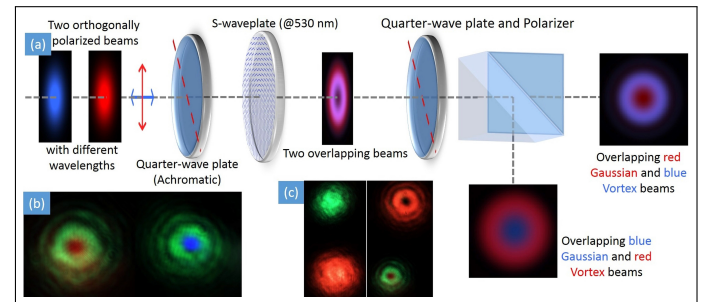 Two orthogonally
polarized beams
S-waveplate (@530 nm)
Quarter-wave plate and Polarizer
(a)
with different
wavelengths
Quarter-wave plate
(Achromatic)
Two overlapping beams
Overlapping red
Gaussian and blue
Vortex beams
(b)
(c)
Overlapping blue
Gaussian and red
Vortex beams